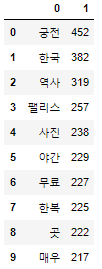 0 1
0 궁전 452
1 한국 382
2 역사 319
3 팰리스 257
4 사진 238
5 야간 229
6 무료 227
7 한복 225
8 곳 222
9 매우 217